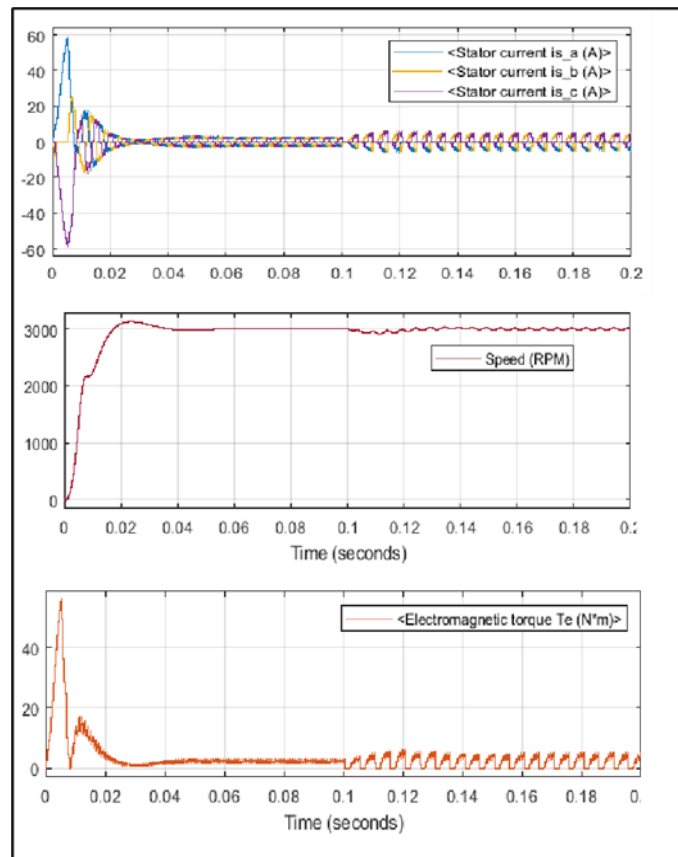 60
<Stator current is_a (A)>
40
<Stator current is_b (A)>
20
<Stator current is_c (A)>
0
-20
-40
-60
0 0.02 0.04 0.06 0.08 0.1 0.12 0.14 0.16 0.18 0.2
3000
Speed (RPM)
2000
1000
0
0 0.02 0.04 0.06 0.08 0.1 0.12 0.14 0.16 0.18 0.2
Time (seconds)
<Electromagnetic torque Te (N*m)>
40
20
0
0 0.02 0.04 0.06 0.08 0.1 0.12 0.14 0.16 0.18 0.
Time (seconds)